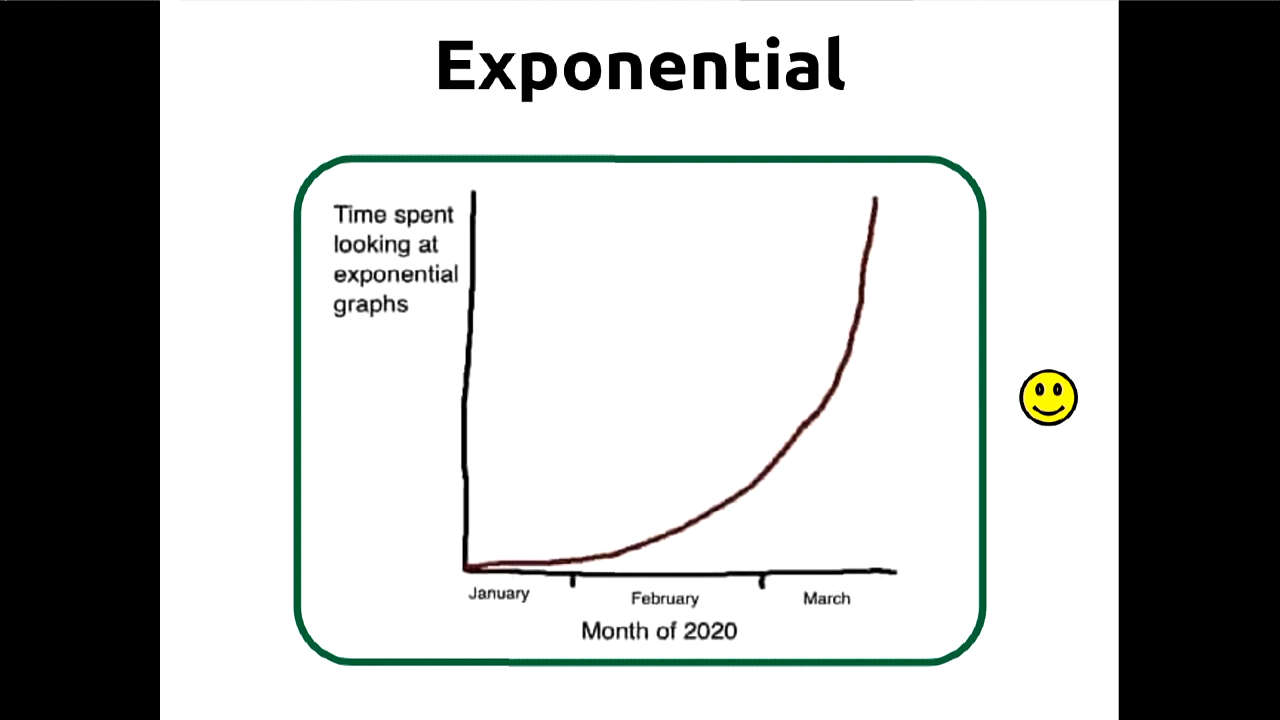 Exponential
Time spent
looking at
exponential
graphs
January
February
March
Month of 2020